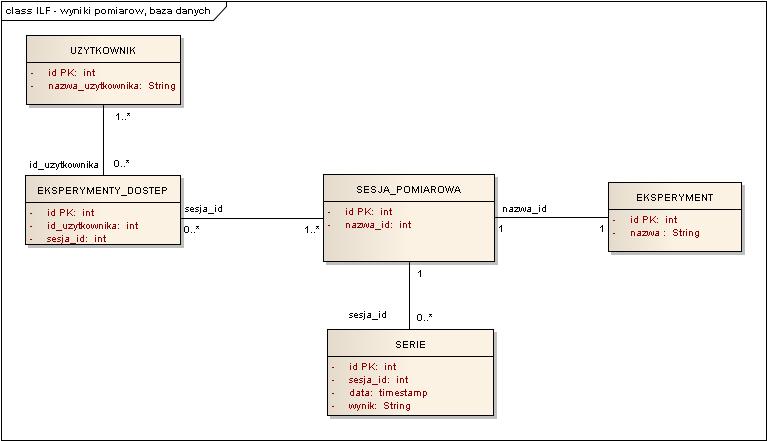 class ILF - wyniki pomiarow, baza danych
UZYTKOWNIK
- id PK: int
- nazwa_uzytkownika: String
1..*
id_uzytkownika 0..*
EKSPERYMENTY_DOSTEP
- id PK: int
- id_uzytkownika: int
- sesja_id: int
sesja_id
0..* 1..*
SESJA_POMIAROWA
- id PK: int
- nazwa_id: int
nazwa_id
1 1
EKSPERYMENT
- id PK: int
- nazwa : String
1
sesja_id 0..*
SERIE
- id PK: int
- sesja_id: int
- data: timestamp
- wynik: String